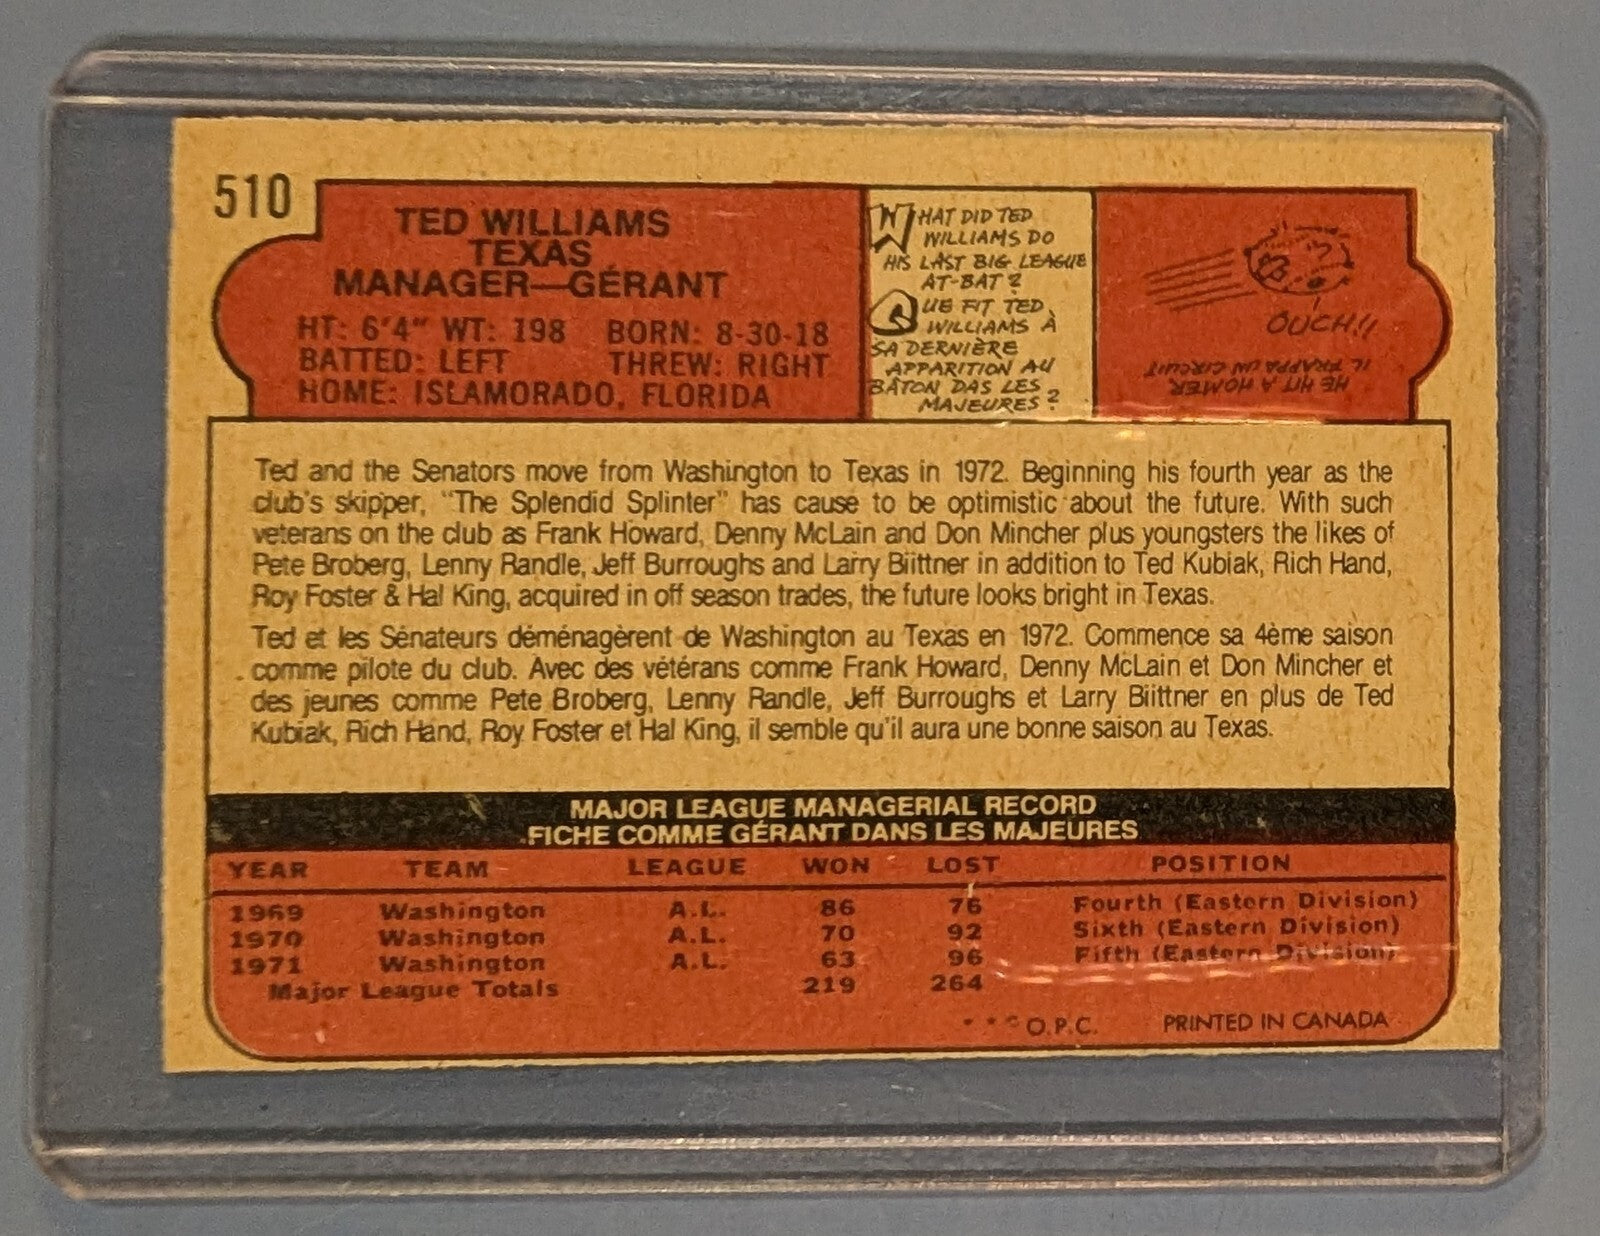 510
TED WILLIAMS
TEXAS
MANAGER—GÉRANT
HT: 6'4" WT: 198 BORN: 8-30-18
BATTED: LEFT THREW: RIGHT
HOME: ISLAMORADO, FLORIDA
WHAT DID TED
WILLIAMS DO
HIS LAST BIG LEAGUE
AT-BAT?
QUE FIT TED
WILLIAMS À
SA DERNIÈRE
APPARITION AU
BÂTON DAS LES
MAJEURES?
OUCH!!
HE HIT A HOMER
IL FRAPPA UN CIRCUIT
Ted and the Senators move from Washington to Texas in 1972. Beginning his fourth year as the
club's skipper, "The Splendid Splinter" has cause to be optimistic about the future. With such
veterans on the club as Frank Howard, Denny McLain and Don Mincher plus youngsters the likes of
Pete Broberg, Lenny Randle, Jeff Burroughs and Larry Biittner in addition to Ted Kubiak, Rich Hand,
Roy Foster & Hal King, acquired in off season trades, the future looks bright in Texas.
Ted et les Sénateurs déménagèrent de Washington au Texas en 1972. Commence sa 4ème saison
comme pilote du club. Avec des vétérans comme Frank Howard, Denny McLain et Don Mincher et
des jeunes comme Pete Broberg, Lenny Randle, Jeff Burroughs et Larry Biittner en plus de Ted
Kubiak, Rich Hand, Roy Foster et Hal King, il semble qu'il aura une bonne saison au Texas.
MAJOR LEAGUE MANAGERIAL RECORD
FICHE COMME GÉRANT DANS LES MAJEURES
YEAR TEAM LEAGUE WON LOST POSITION
1969 Washington A.L. 86 76 Fourth (Eastern Division)
1970 Washington A.L. 70 92 Sixth (Eastern Division)
1971 Washington A.L. 63 96 Fifth (Eastern Division)
Major League Totals 219 264
* * © O.P.C. PRINTED IN CANADA